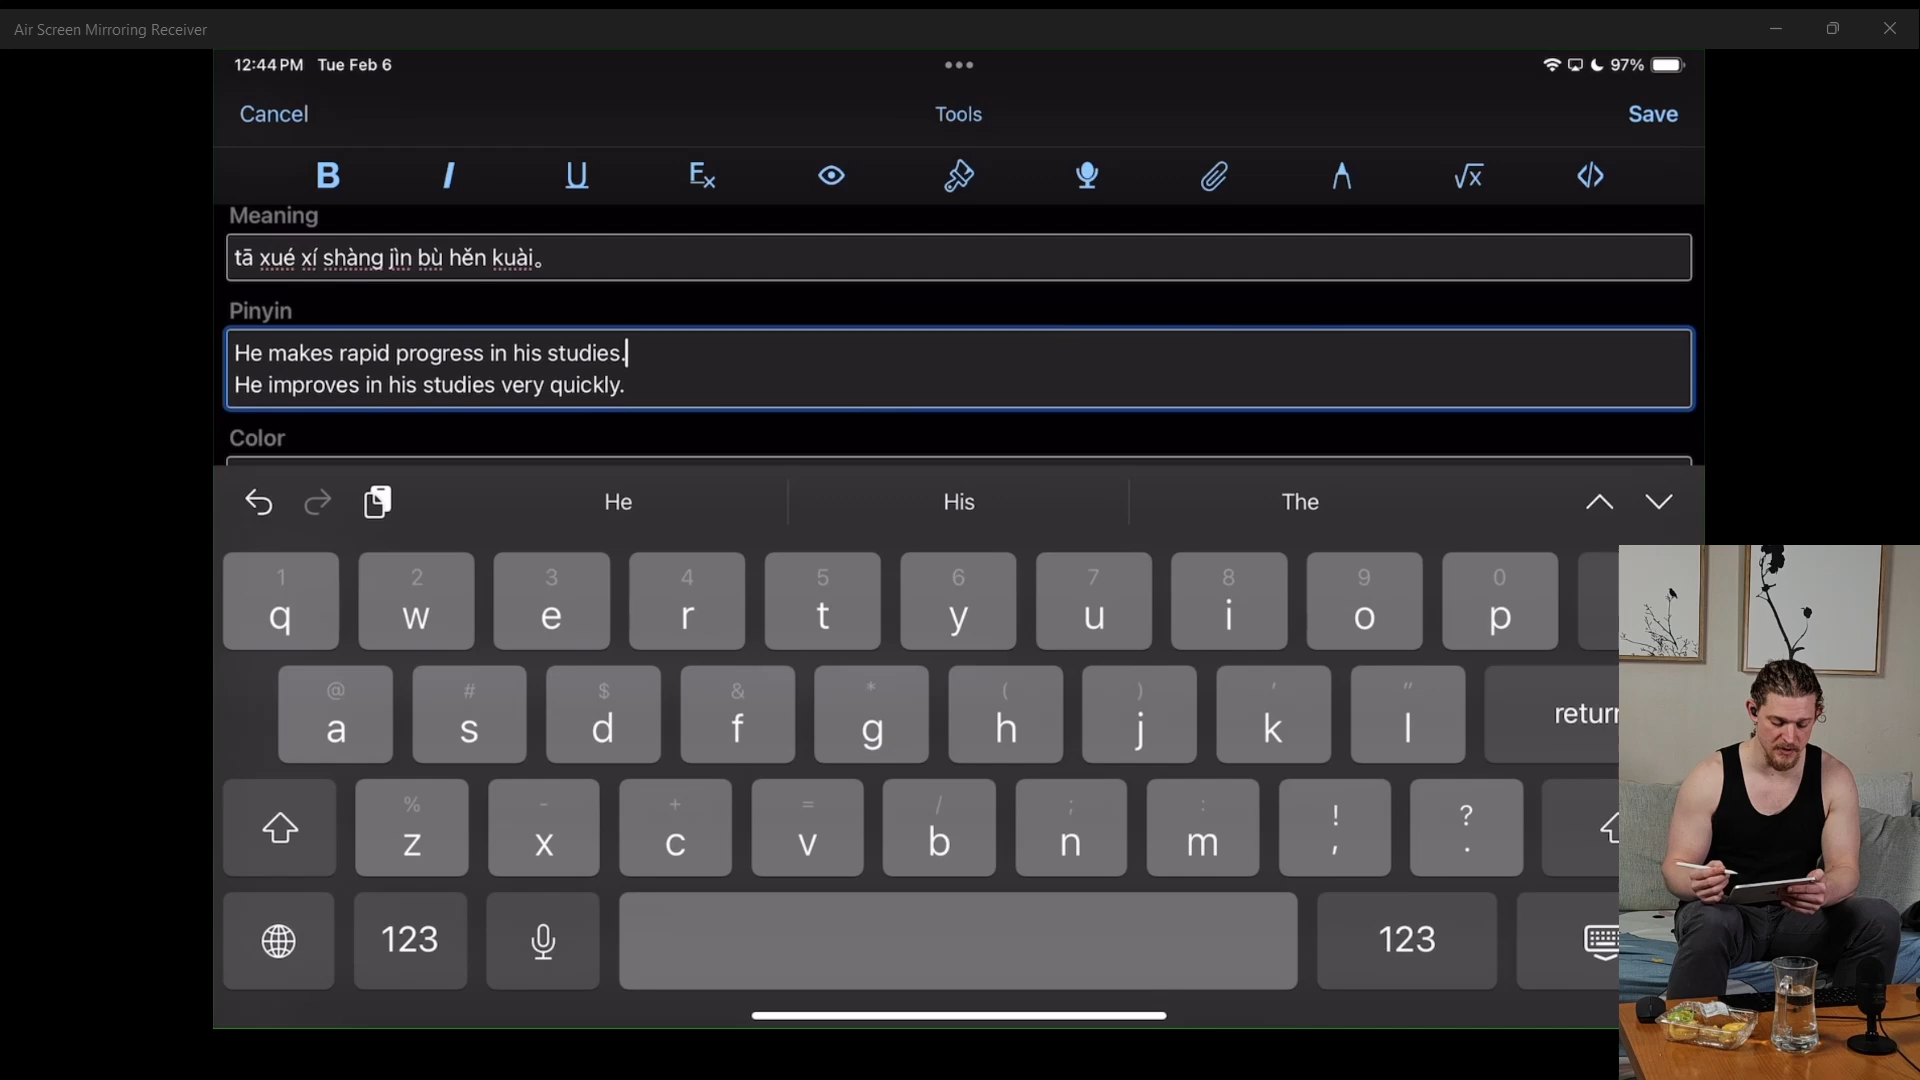 Air Screen Mirroring Receiver
12:44 PM Tue Feb 6
97%
Cancel
Tools
Save
B I U Ex √x </>
Meaning
tā xué xí shàng jìn bù hěn kuài。
Pinyin
He makes rapid progress in his studies.
He improves in his studies very quickly.
Color
He His The
1 2 3 4 5 6 7 8 9 0
q w e r t y u i o p
@ # $ & * ( ) ' "
a s d f g h j k l return
% - + = / ; : ! ?
z x c v b n m , .
123 123